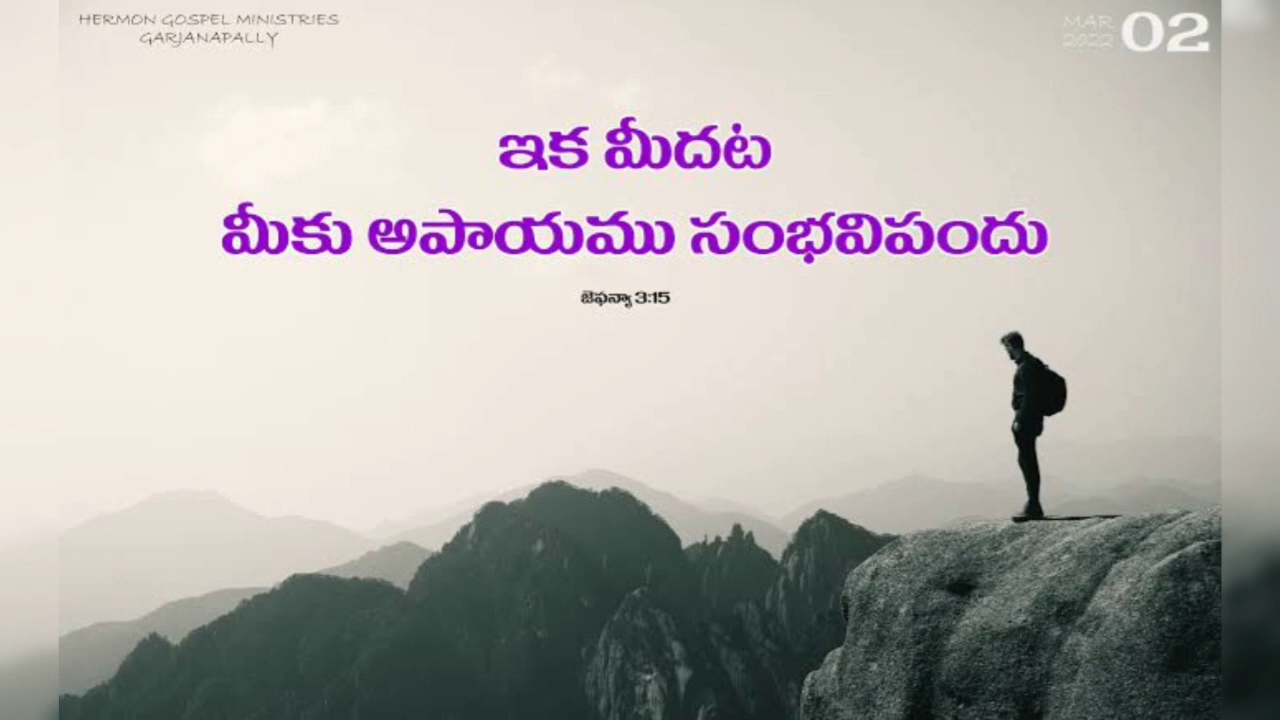 HERMON GOSPEL MINISTRIES
GARJANAPALLY
MAR
2022
02
ఇక మీదట
మీకు అపాయము సంభవిపందు
జెఫన్యా 3:15